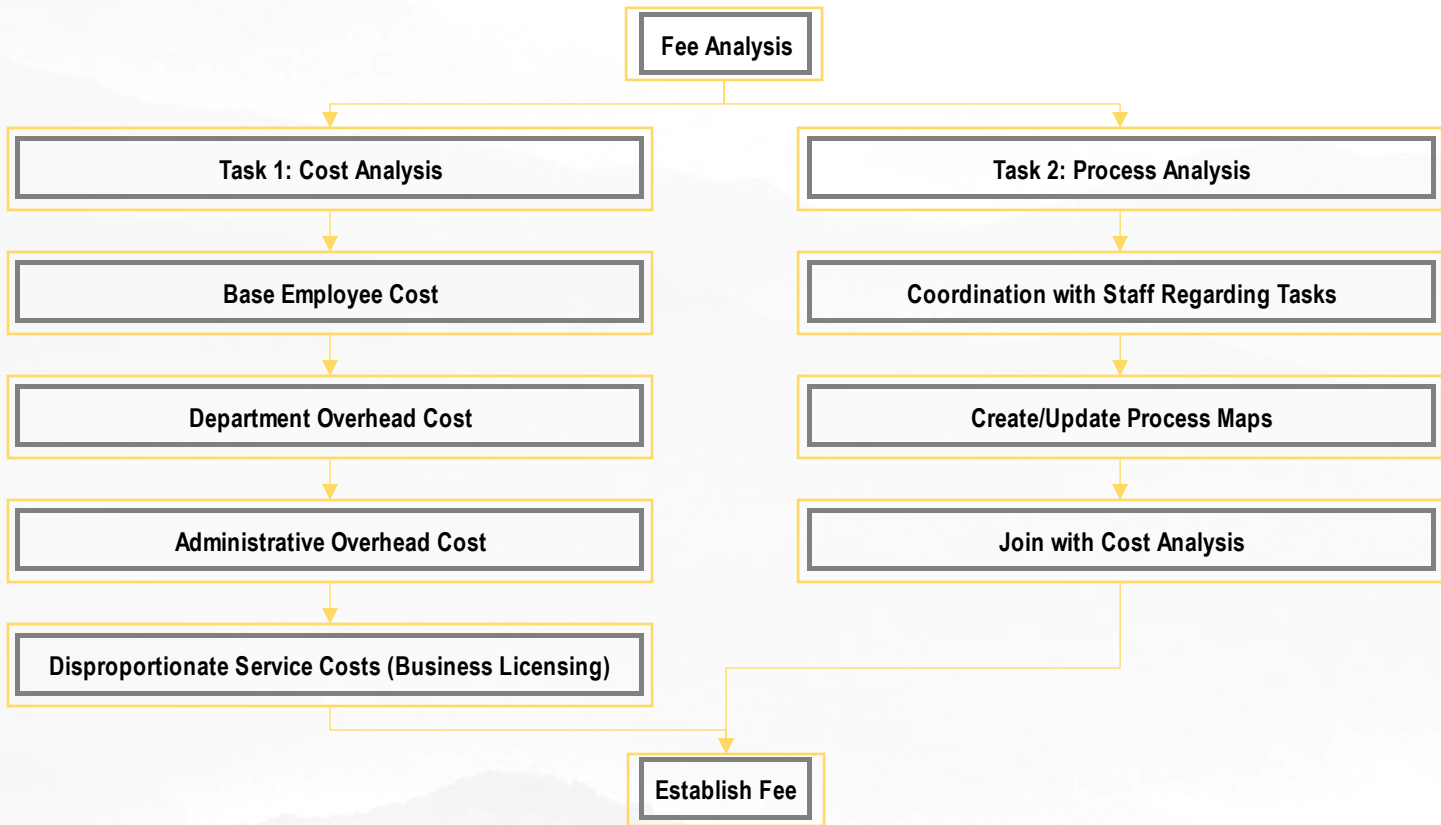 Fee Analysis
Task 1: Cost Analysis
Base Employee Cost
Department Overhead Cost
Administrative Overhead Cost
Disproportionate Service Costs (Business Licensing)
Task 2: Process Analysis
Coordination with Staff Regarding Tasks
Create/Update Process Maps
Join with Cost Analysis
Establish Fee